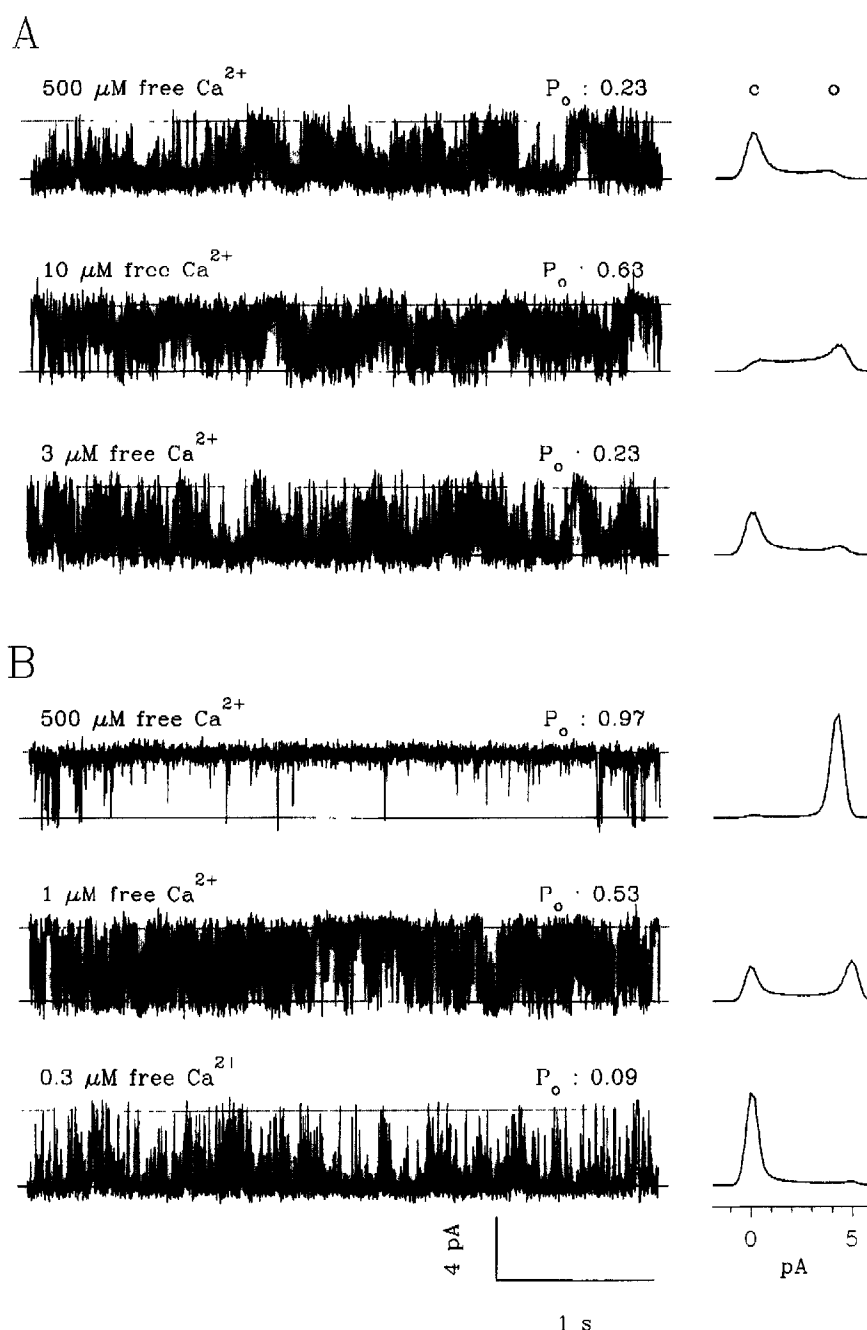 A
500 μM free Ca2+ Po : 0.23 c o
10 μM free Ca2+ Po · 0.63
3 μM free Ca2+ Po · 0.23
B
500 μM free Ca2+ Po : 0.97
1 μM free Ca2+ Po · 0.53
0.3 μM free Ca2+ Po : 0.09
4 pA
1 s
0 5
pA